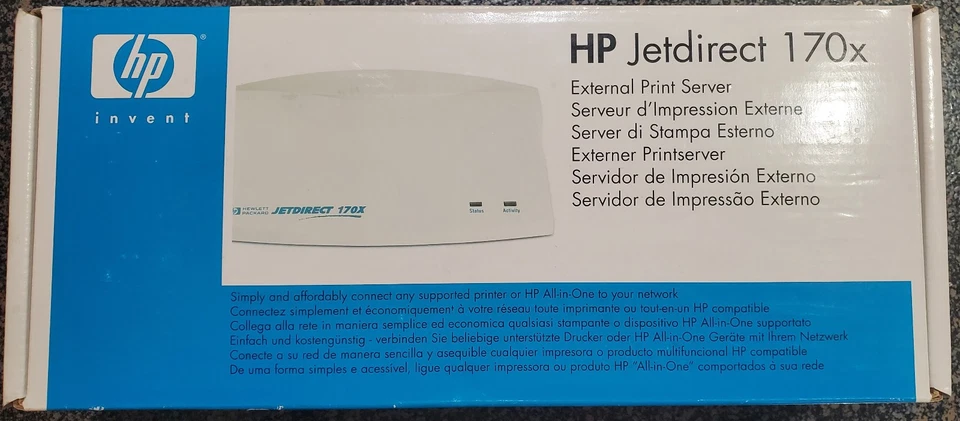 hp
®
invent
HP Jetdirect 170x
External Print Server
Serveur d'Impression Externe
Server di Stampa Esterno
Externer Printserver
Servidor de Impresión Externo
Servidor de Impressão Externo
HEWLETT
PACKARD
JETDIRECT 170X
Status
Activity
Simply and affordably connect any supported printer or HP All-in-One to your network
Connectez simplement et économiquement à votre réseau toute imprimante ou tout-en-un HP compatible
Collega alla rete in maniera semplice ed economica qualsiasi stampante o dispositivo HP All-in-One supportato
Einfach und kostengünstig - verbinden Sie beliebige unterstützte Drucker oder HP All-in-One Geräte mit Ihrem Netzwerk
Conecte a su red de manera sencilla y asequible cualquier impresora o producto multifuncional HP compatible
De uma forma simples e acessível, ligue qualquer impressora ou produto HP "All-in-One" comportados à sua rede